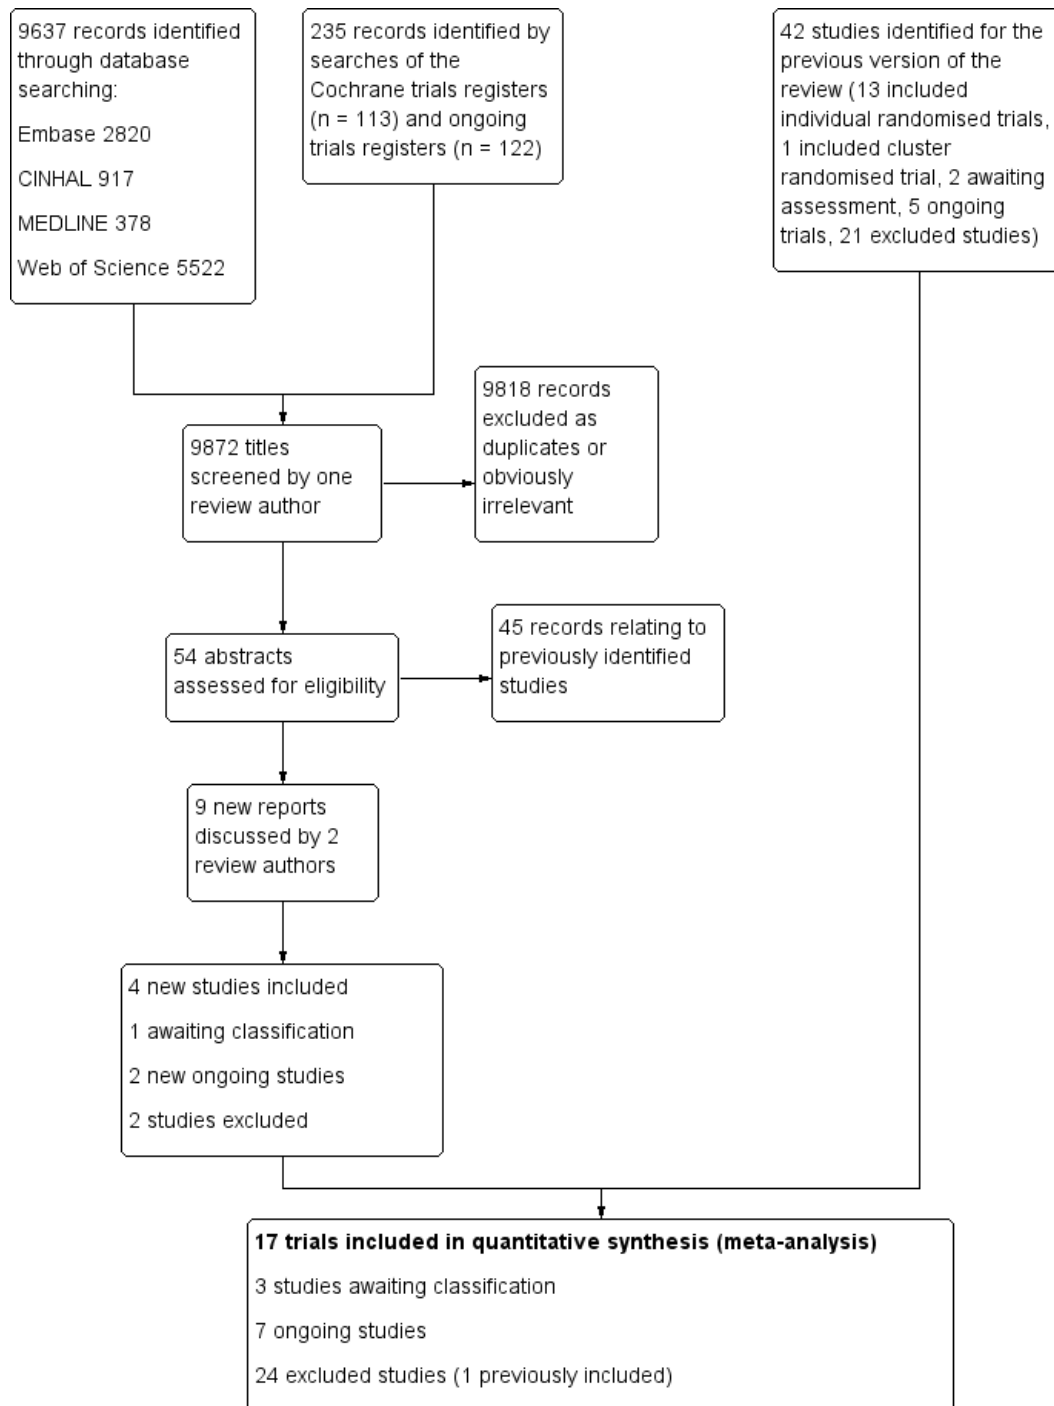 9637 records identified
through database
searching:
Embase 2820
CINHAL 917
MEDLINE 378
Web of Science 5522
235 records identified by
searches of the
Cochrane trials registers
(n = 113) and ongoing
trials registers (n = 122)
42 studies identified for the
previous version of the
review (13 included
individual randomised trials,
1 included cluster
randomised trial, 2 awaiting
assessment, 5 ongoing
trials, 21 excluded studies)
9872 titles
screened by one
review author
9818 records
excluded as
duplicates or
obviously
irrelevant
54 abstracts
assessed for eligibility
45 records relating to
previously identified
studies
9 new reports
discussed by 2
review authors
4 new studies included
1 awaiting classification
2 new ongoing studies
2 studies excluded
17 trials included in quantitative synthesis (meta-analysis)
3 studies awaiting classification
7 ongoing studies
24 excluded studies (1 previously included)